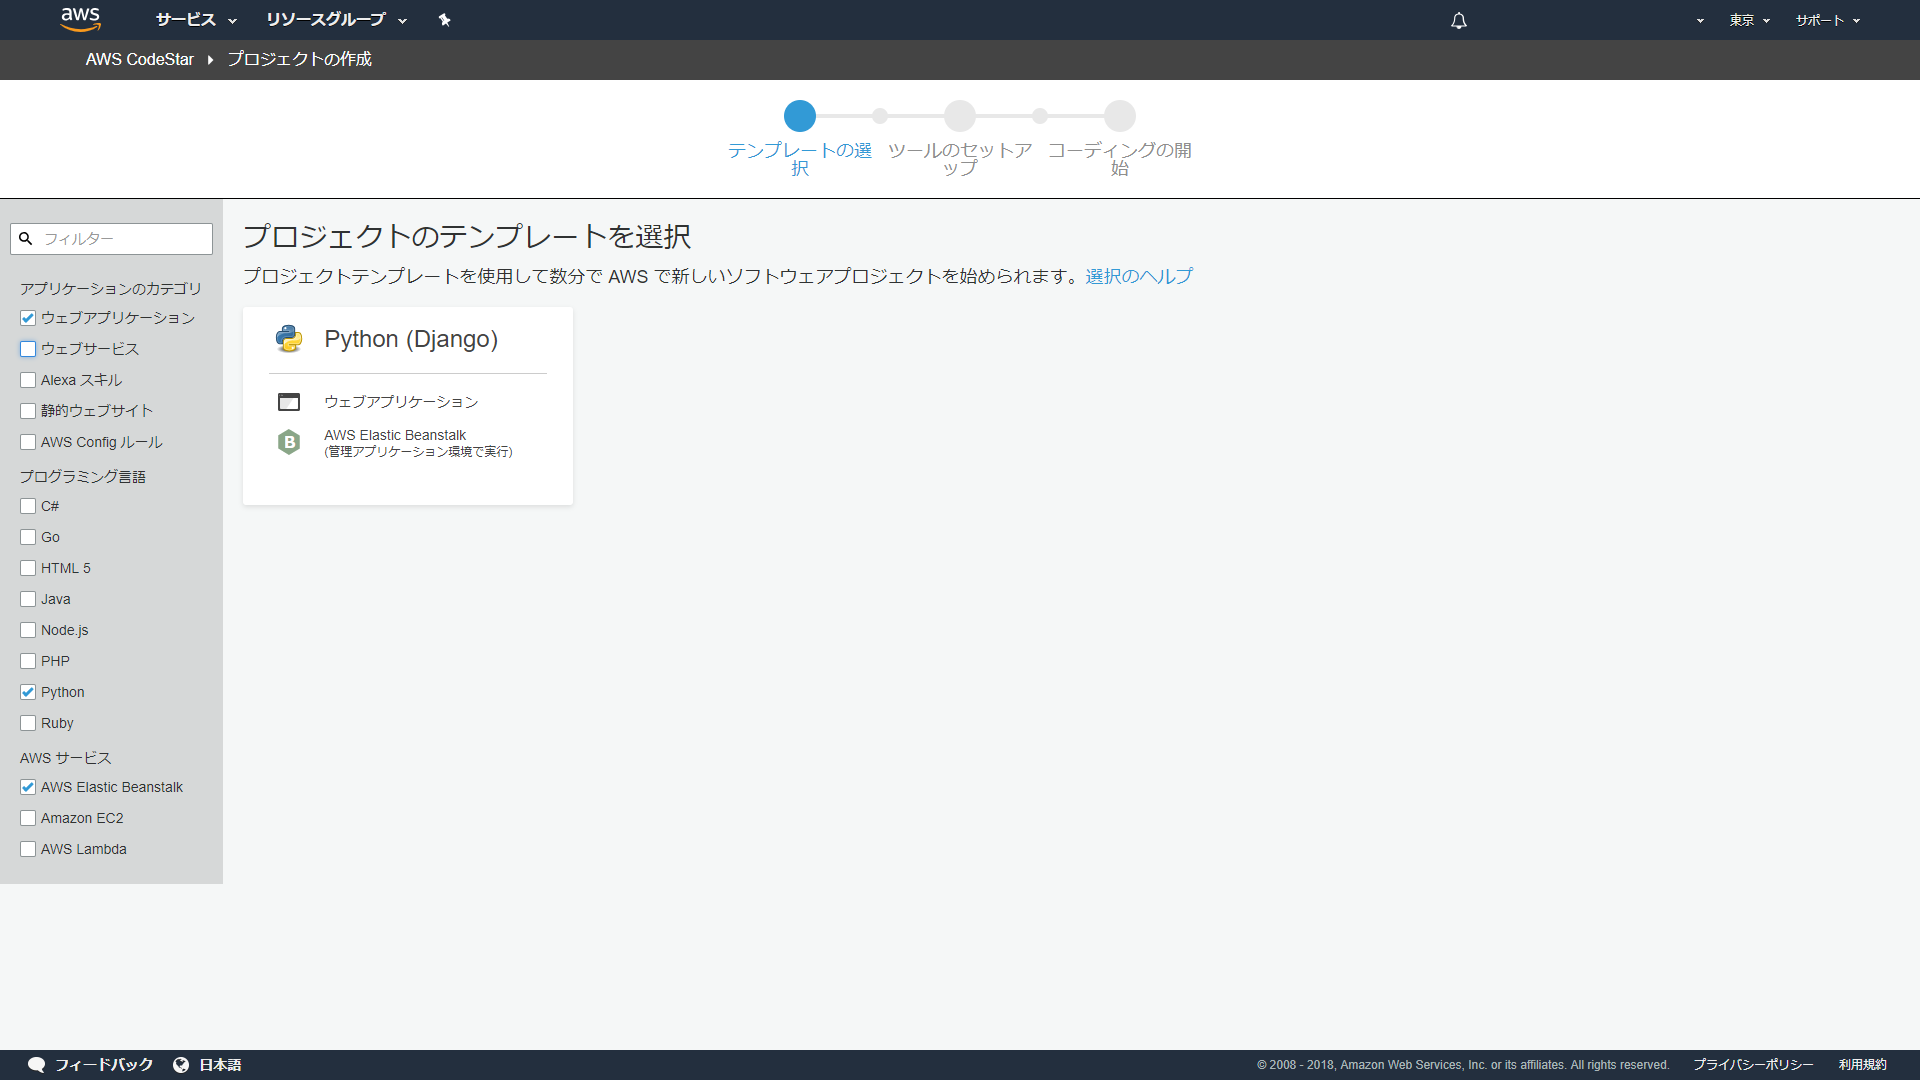 aws サービス リソースグループ 東京 サポート
AWS CodeStar プロジェクトの作成
テンプレートの選
択
ツールのセットア
ップ
コーディングの開
始
フィルター
アプリケーションのカテゴリ
ウェブアプリケーション
ウェブサービス
Alexa スキル
静的ウェブサイト
AWS Config ルール
プログラミング言語
C#
Go
HTML 5
Java
Node.js
PHP
Python
Ruby
AWS サービス
AWS Elastic Beanstalk
Amazon EC2
AWS Lambda
プロジェクトのテンプレートを選択
プロジェクトテンプレートを使用して数分で AWS で新しいソフトウェアプロジェクトを始められます。選択のヘルプ
Python (Django)
ウェブアプリケーション
B
AWS Elastic Beanstalk
(管理アプリケーション環境で実行)
フィードバック 日本語 © 2008 - 2018, Amazon Web Services, Inc. or its affiliates. All rights reserved. プライバシーポリシー 利用規約